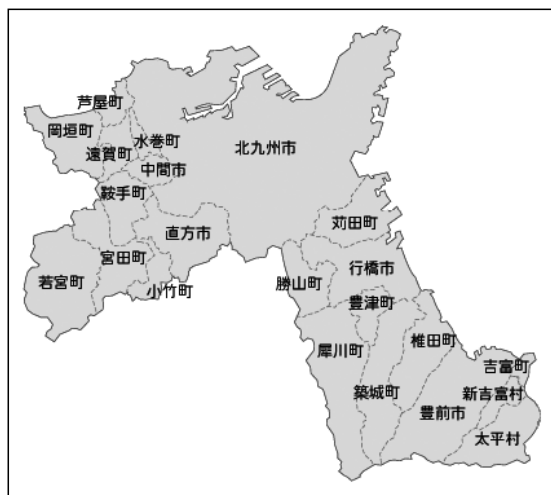 芦屋町
岡垣町
水巻町
遠賀町
北九州市
中間市
鞍手町
苅田町
直方市
宮田町
行橋市
若宮町
小竹町
勝山町
豊津町
犀川町
椎田町
吉富町
築城町
新吉富村
豊前市
太平村